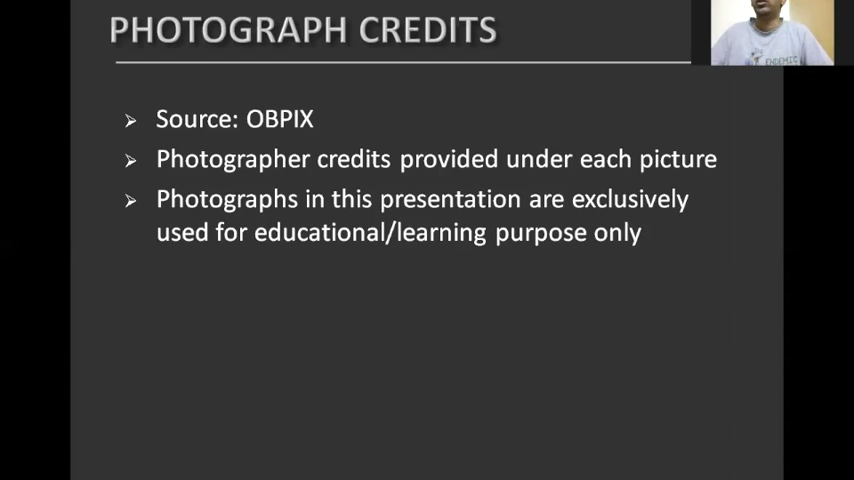 PHOTOGRAPH CREDITS
ENDEMIC
Source: OBPIX
Photographer credits provided under each picture
Photographs in this presentation are exclusively
used for educational/learning purpose only